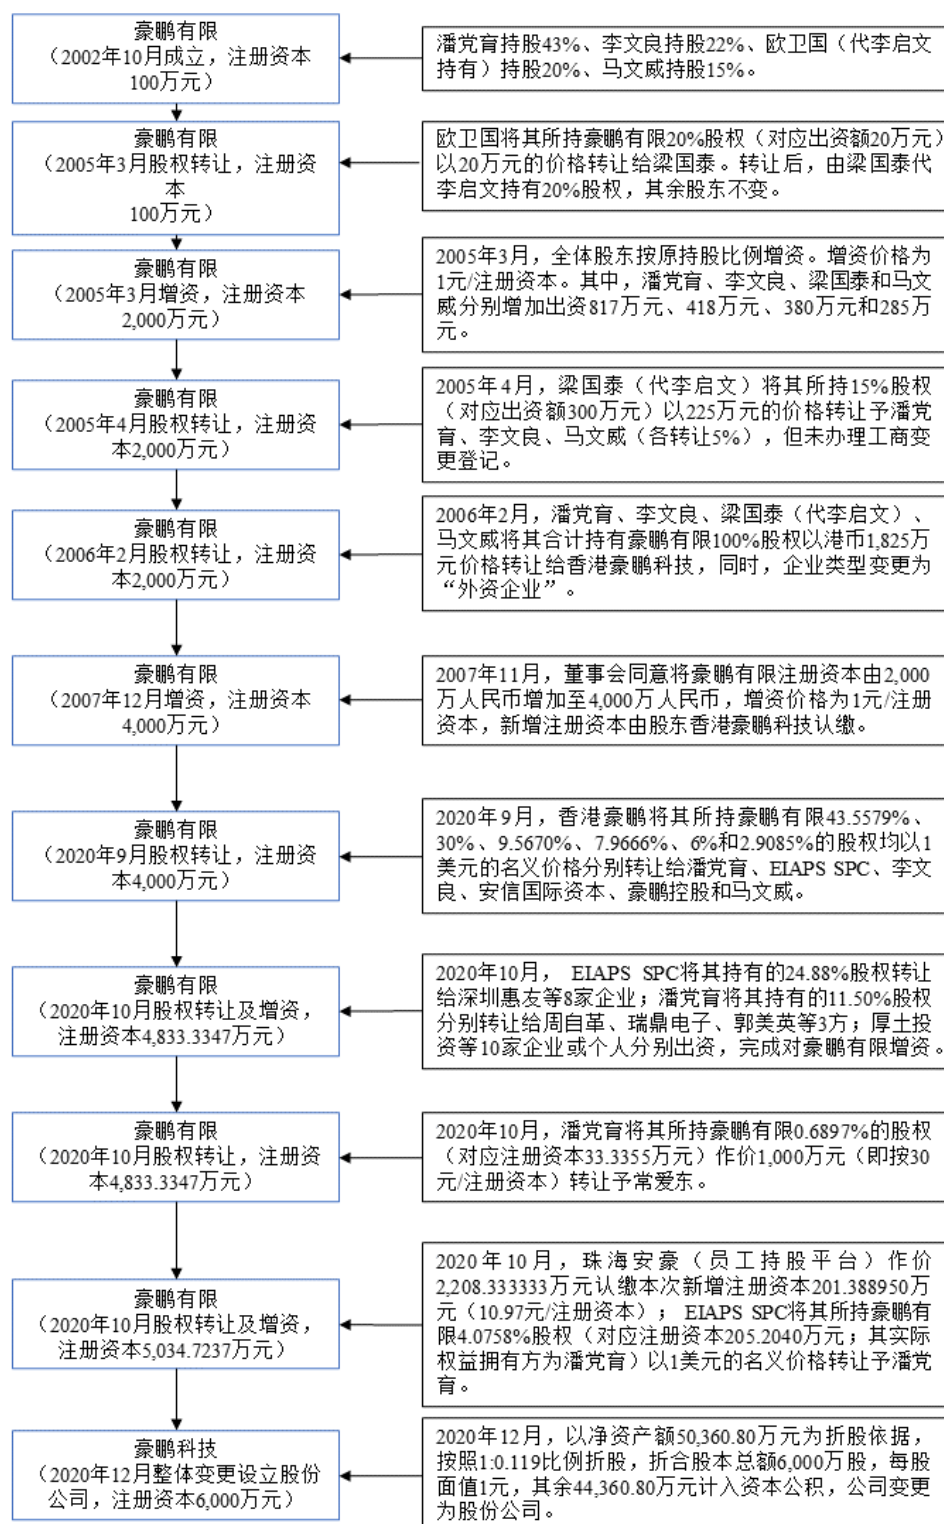 豪鹏有限
（2002年10月成立，注册资本
100万元）
潘党育持股43%、李文良持股22%、欧卫国（代李启文
持有）持股20%、马文威持股15%。
豪鹏有限
（2005年3月股权转让，注册资
本
100万元）
欧卫国将其所持豪鹏有限20%股权（对应出资额20万元）
以20万元的价格转让给梁国泰。转让后，由梁国泰代
李启文持有20%股权，其余股东不变。
豪鹏有限
（2005年3月增资，注册资本
2,000万元）
2005年3月，全体股东按原持股比例增资。增资价格为
1元/注册资本。其中，潘党育、李文良、梁国泰和马文
威分别增加出资817万元、418万元、380万元和285万
元。
豪鹏有限
（2005年4月股权转让，注册资
本2,000万元）
2005年4月，梁国泰（代李启文）将其所持15%股权
（对应出资额300万元）以225万元的价格转让予潘党
育、李文良、马文威（各转让5%），但未办理工商变
更登记。
豪鹏有限
（2006年2月股权转让，注册资
本2,000万元）
2006年2月，潘党育、李文良、梁国泰（代李启文）、
马文威将其合计持有豪鹏有限100%股权以港币1,825万
元价格转让给香港豪鹏科技，同时，企业类型变更为
“外资企业”。
豪鹏有限
（2007年12月增资，注册资本
4,000万元）
2007年11月，董事会同意将豪鹏有限注册资本由2,000
万人民币增加至4,000万人民币，增资价格为1元/注册
资本，新增注册资本由股东香港豪鹏科技认缴。
豪鹏有限
（2020年9月股权转让，注册资
本4,000万元）
2020年9月，香港豪鹏将其所持豪鹏有限43.5579%、
30%、9.5670%、7.9666%、6%和2.9085%的股权均以1
美元的名义价格分别转让给潘党育、EIAPS SPC、李文
良、安信国际资本、豪鹏控股和马文威。
豪鹏有限
（2020年10月股权转让及增资，
注册资本4,833.3347万元）
2020年10月， EIAPS SPC将其持有的24.88%股权转让
给深圳惠友等8家企业；潘党育将其持有的11.50%股权
分别转让给周自革、瑞鼎电子、郭美英等3方；厚土投
资等10家企业或个人分别出资，完成对豪鹏有限增资。
豪鹏有限
（2020年10月股权转让，注册资
本4,833.3347万元）
2020年10月，潘党育将其所持豪鹏有限0.6897%的股权
（对应注册资本33.3355万元）作价1,000万元（即按30
元/注册资本）转让予常爱东。
豪鹏有限
（2020年10月股权转让及增资，
注册资本5,034.7237万元）
2020年10月，珠海安豪（员工持股平台）作价
2,208.333333万元认缴本次新增注册资本201.388950万
元（10.97元/注册资本）； EIAPS SPC将其所持豪鹏有
限4.0758%股权（对应注册资本205.2040万元；其实际
权益拥有方为潘党育）以1美元的名义价格转让予潘党
育。
豪鹏科技
（2020年12月整体变更设立股份
公司，注册资本6,000万元）
2020年12月，以净资产额50,360.80万元为折股依据，
按照1:0.119比例折股，折合股本总额6,000万股，每股
面值1元，其余44,360.80万元计入资本公积，公司变更
为股份公司。